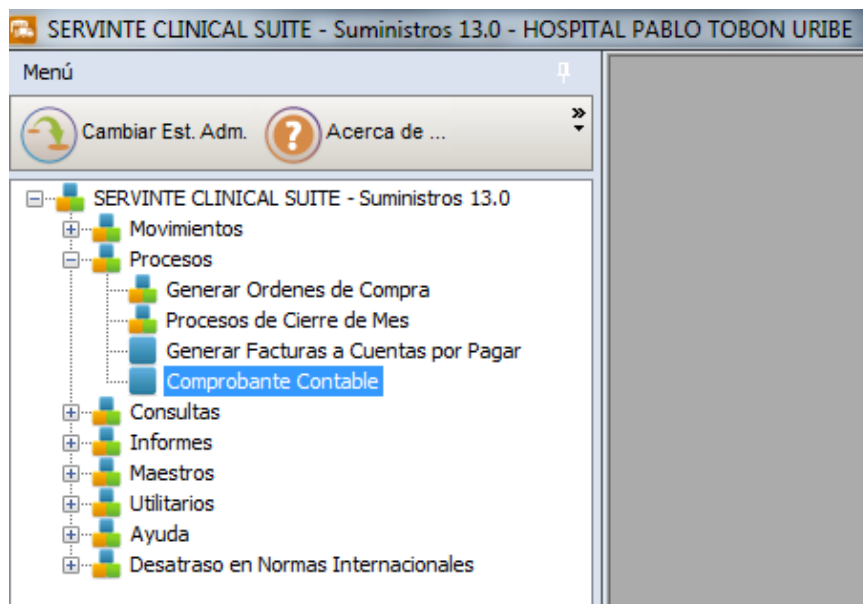 SERVINTE CLINICAL SUITE - Suministros 13.0 - HOSPITAL PABLO TOBON URIBE
Menú
Cambiar Est. Adm. Acerca de ...
SERVINTE CLINICAL SUITE - Suministros 13.0
Movimientos
Procesos
Generar Ordenes de Compra
Procesos de Cierre de Mes
Generar Facturas a Cuentas por Pagar
Comprobante Contable
Consultas
Informes
Maestros
Utilitarios
Ayuda
Desatraso en Normas Internacionales